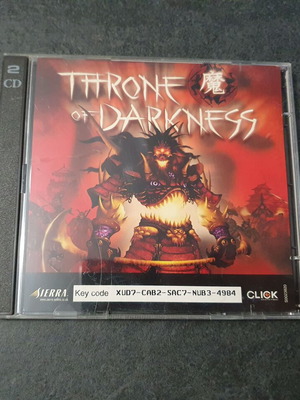 2
CD
THRONE 魔
OF DARKNESS
SIERRA
Key code XUD7-CAB2-SAC7-NUB3-4984
CLICK